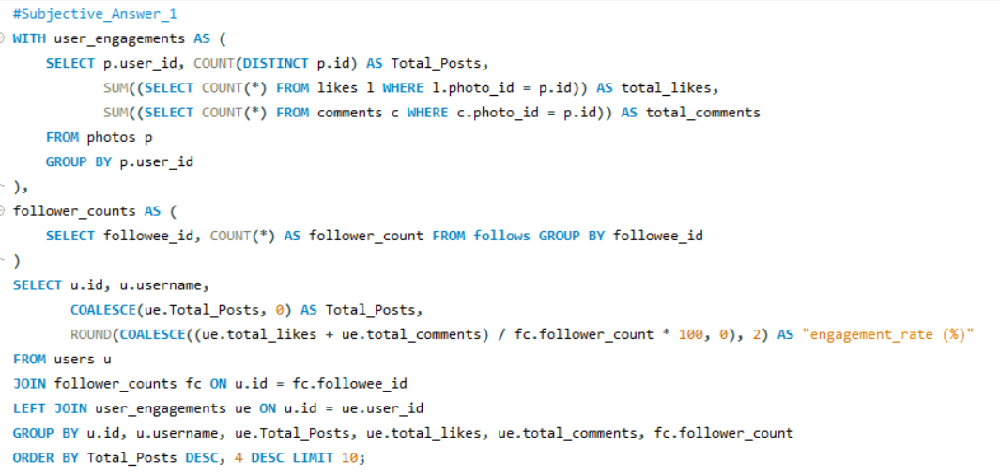 #Subjective_Answer_1
WITH user_engagements AS (
SELECT p.user_id, COUNT(DISTINCT p.id) AS Total_Posts,
SUM((SELECT COUNT(*) FROM likes l WHERE l.photo_id = p.id)) AS total_likes,
SUM((SELECT COUNT(*) FROM comments c WHERE c.photo_id = p.id)) AS total_comments
FROM photos p
GROUP BY p.user_id
),
follower_counts AS (
SELECT followee_id, COUNT(*) AS follower_count FROM follows GROUP BY followee_id
)
SELECT u.id, u.username,
COALESCE(ue.Total_Posts, 0) AS Total_Posts,
ROUND(COALESCE((ue.total_likes + ue.total_comments) / fc.follower_count * 100, 0), 2) AS "engagement_rate (%)"
FROM users u
JOIN follower_counts fc ON u.id = fc.followee_id
LEFT JOIN user_engagements ue ON u.id = ue.user_id
GROUP BY u.id, u.username, ue.Total_Posts, ue.total_likes, ue.total_comments, fc.follower_count
ORDER BY Total_Posts DESC, 4 DESC LIMIT 10;